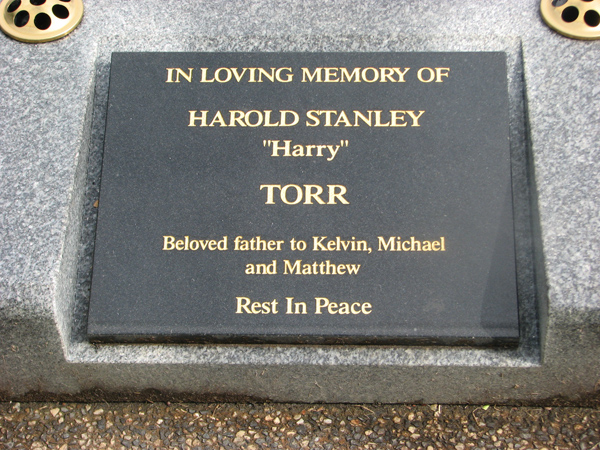 IN LOVING MEMORY OF
HAROLD STANLEY
"Harry"
TORR
Beloved father to Kelvin, Michael
and Matthew
Rest In Peace